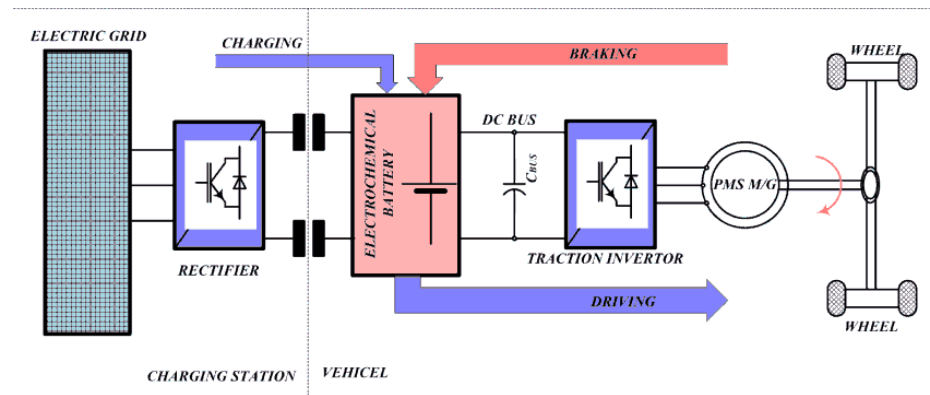 ELECTRIC GRID
CHARGING
BRAKING
WHEEL
DC BUS
ELECTROCHEMICAL
BATTERY
CBUS
PMS M/G
RECTIFIER
TRACTION INVERTOR
DRIVING
WHEEL
CHARGING STATION
VEHICEL